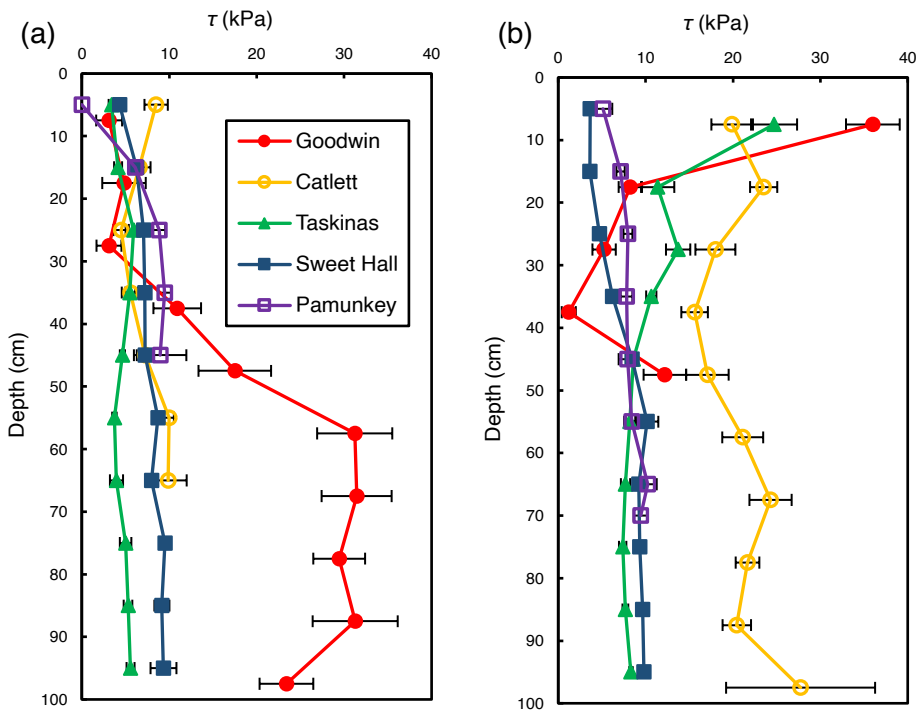 (a)
τ (kPa)
0 10 20 30 40
0
10
20
30
40
50
60
70
80
90
100
Depth (cm)
Goodwin
Catlett
Taskinas
Sweet Hall
Pamunkey
(b)
τ (kPa)
0 10 20 30 40
0
10
20
30
40
50
60
70
80
90
100
Depth (cm)